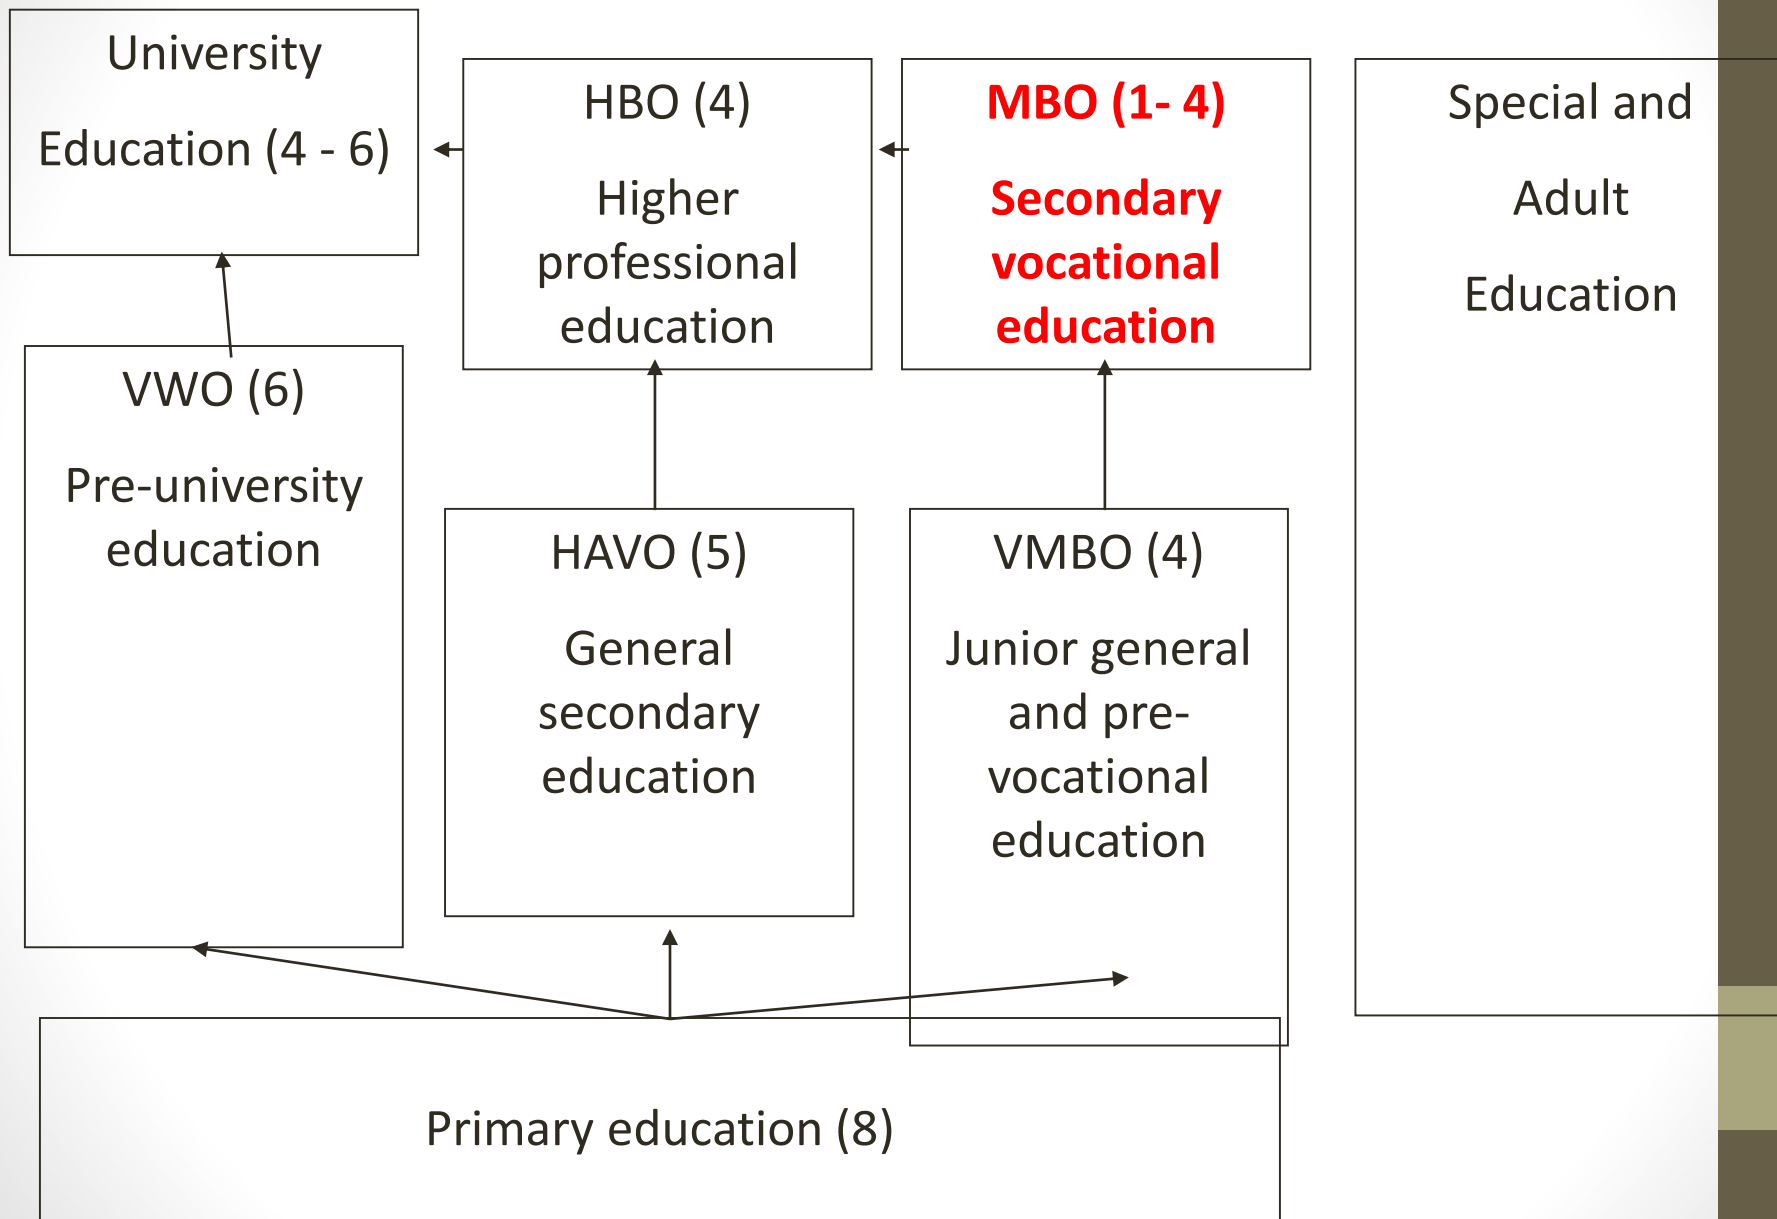 University
Education (4 - 6)
HBO (4)
Higher
professional
education
MBO (1- 4)
Secondary
vocational
education
Special and
Adult
Education
VWO (6)
Pre-university
education
HAVO (5)
General
secondary
education
VMBO (4)
Junior general
and pre-
vocational
education
Primary education (8)